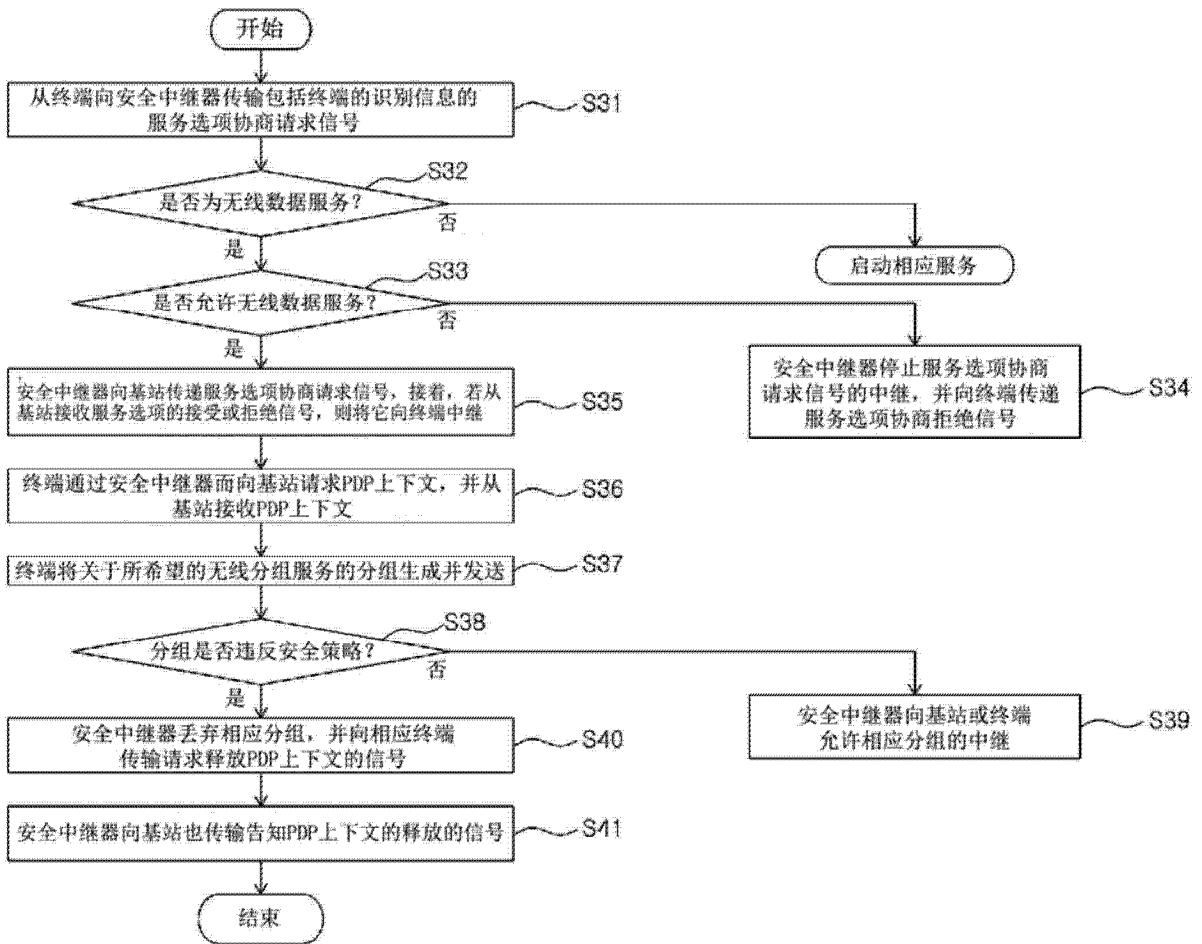 开始
从终端向安全中继器传输包括终端的识别信息的
服务选项协商请求信号
S31
S32
是否为无线数据服务?
否
是
启动相应服务
S33
是否允许无线数据服务?
否
是
安全中继器停止服务选项协商
请求信号的中继,并向终端传递
服务选项协商拒绝信号
S34
安全中继器向基站传递服务选项协商请求信号,接着,若从
基站接收服务选项的接受或拒绝信号,则将它向终端中继
S35
终端通过安全中继器而向基站请求PDP上下文,并从
基站接收PDP上下文
S36
终端将关于所希望的无线分组服务的分组生成并发送
S37
S38
分组是否违反安全策略?
否
是
安全中继器向基站或终端
允许相应分组的中继
S39
安全中继器丢弃相应分组,并向相应终端
传输请求释放PDP上下文的信号
S40
安全中继器向基站也传输告知PDP上下文的释放的信号
S41
结束